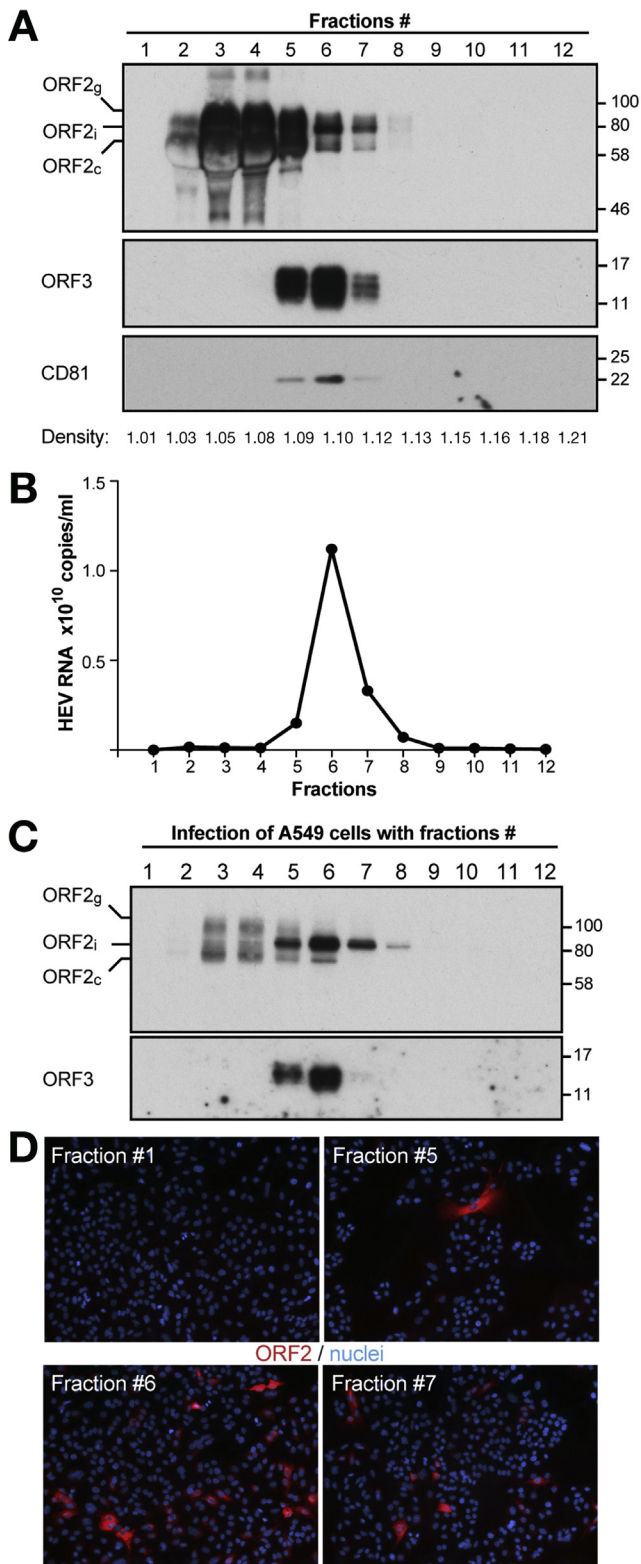 A
Fractions #
1 2 3 4 5 6 7 8 9 10 11 12
ORF2g
ORF2i
ORF2c
100
80
58
46
ORF3
17
11
CD81
25
22
Density: 1.01 1.03 1.05 1.08 1.09 1.10 1.12 1.13 1.15 1.16 1.18 1.21
B
HEV RNA x10^10 copies/ml
1.5
1.0
0.5
1 2 3 4 5 6 7 8 9 10 11 12
Fractions
C
Infection of A549 cells with fractions #
1 2 3 4 5 6 7 8 9 10 11 12
ORF2g
ORF2i
ORF2c
100
80
58
ORF3
17
11
D
Fraction #1
Fraction #5
ORF2 / nuclei
Fraction #6
Fraction #7